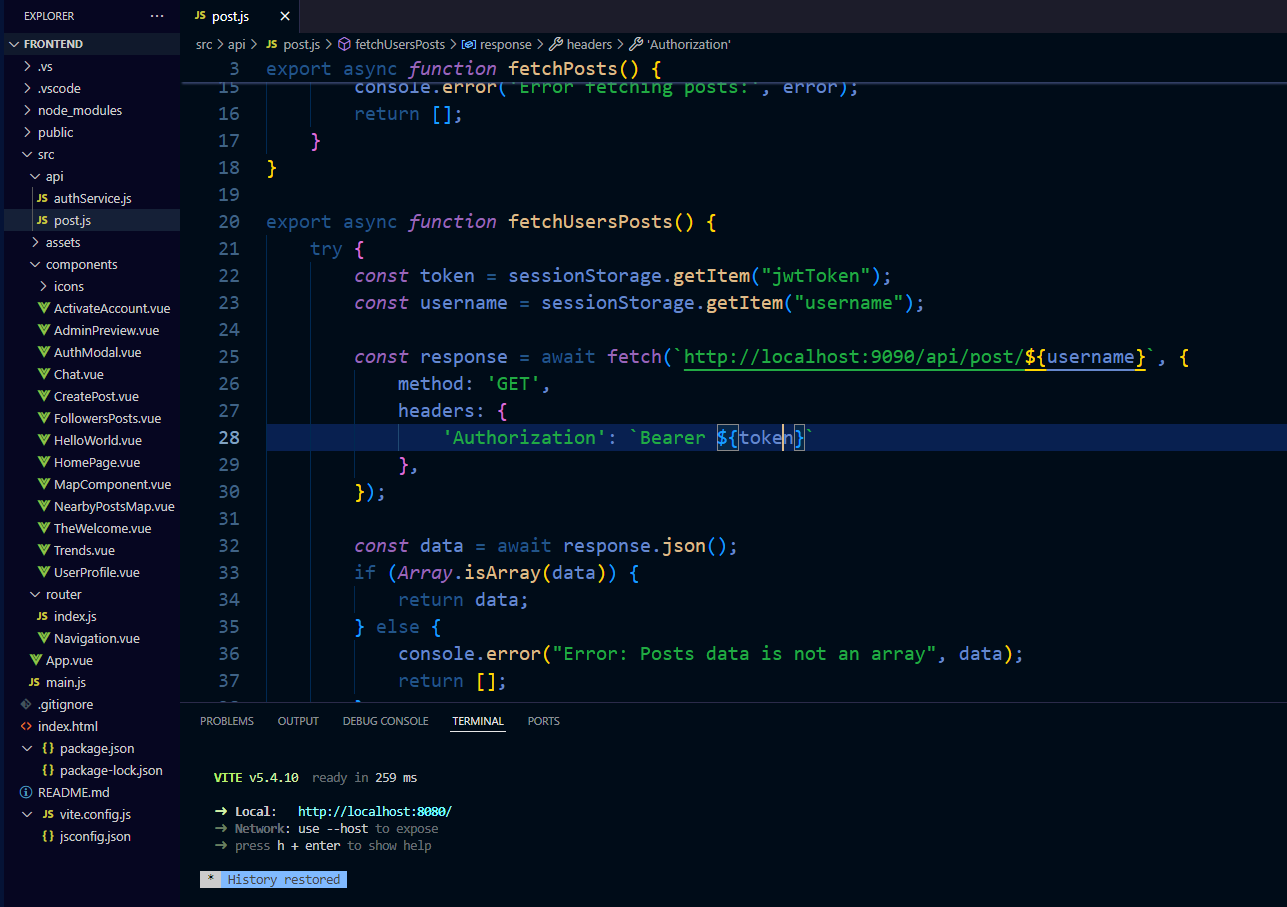 EXPLORER ···
FRONTEND
.vs
.vscode
node_modules
public
src
api
JS authService.js
JS post.js
assets
components
icons
ActivateAccount.vue
AdminPreview.vue
AuthModal.vue
Chat.vue
CreatePost.vue
FollowersPosts.vue
HelloWorld.vue
HomePage.vue
MapComponent.vue
NearbyPostsMap.vue
TheWelcome.vue
Trends.vue
UserProfile.vue
router
JS index.js
Navigation.vue
App.vue
JS main.js
.gitignore
<> index.html
{} package.json
{} package-lock.json
README.md
JS vite.config.js
{} jsconfig.json
JS post.js ×
src > api > JS post.js > fetchUsersPosts > response > headers > 'Authorization'
3 export async function fetchPosts() {
15 console.error(`Error fetching posts:`, error);
16 return [];
17 }
18 }
19
20 export async function fetchUsersPosts() {
21 try {
22 const token = sessionStorage.getItem("jwtToken");
23 const username = sessionStorage.getItem("username");
24
25 const response = await fetch(`http://localhost:9090/api/post/${username}`, {
26 method: 'GET',
27 headers: {
28 'Authorization': `Bearer ${token}`
29 },
30 });
31
32 const data = await response.json();
33 if (Array.isArray(data)) {
34 return data;
35 } else {
36 console.error("Error: Posts data is not an array", data);
37 return [];
PROBLEMS OUTPUT DEBUG CONSOLE TERMINAL PORTS
VITE v5.4.10 ready in 259 ms
➜ Local: http://localhost:8080/
➜ Network: use --host to expose
➜ press h + enter to show help
* History restored